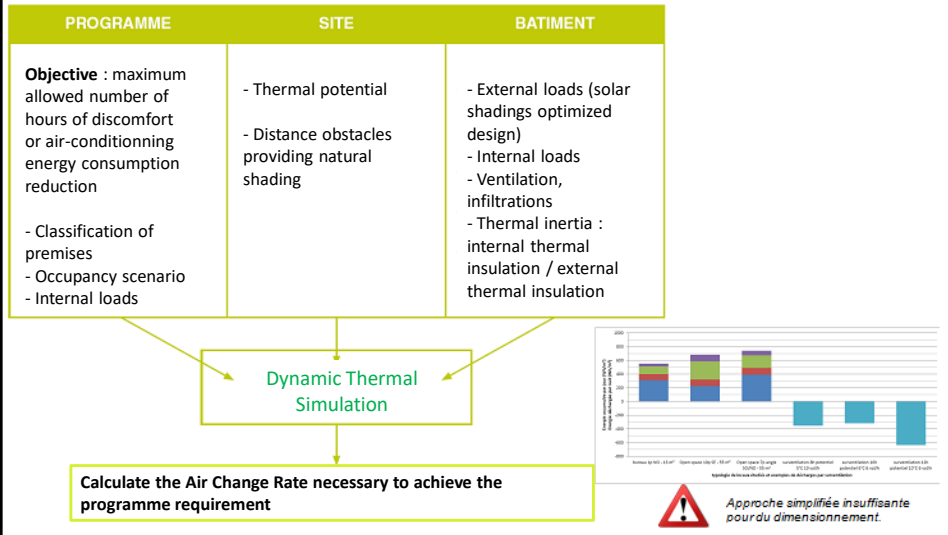 PROGRAMME
SITE
BATIMENT
Objective : maximum
allowed number of
hours of discomfort
or air-conditionning
energy consumption
reduction
- Classification of
premises
- Occupancy scenario
- Internal loads
- Thermal potential
- Distance obstacles
providing natural
shading
- External loads (solar
shadings optimized
design)
- Internal loads
- Ventilation,
infiltrations
- Thermal inertia :
internal thermal
insulation / external
thermal insulation
Dynamic Thermal
Simulation
Calculate the Air Change Rate necessary to achieve the
programme requirement
Approche simplifiée insuffisante
pour du dimensionnement.